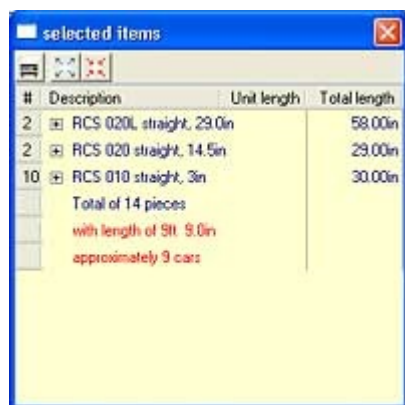 selected items
# Description Unit length Total length
2 RCS 020L straight, 29.0in 58.00in
2 RCS 020 straight, 14.5in 29.00in
10 RCS 010 straight, 3in 30.00in
Total of 14 pieces
with length of 9ft 9.0in
approximately 9 cars